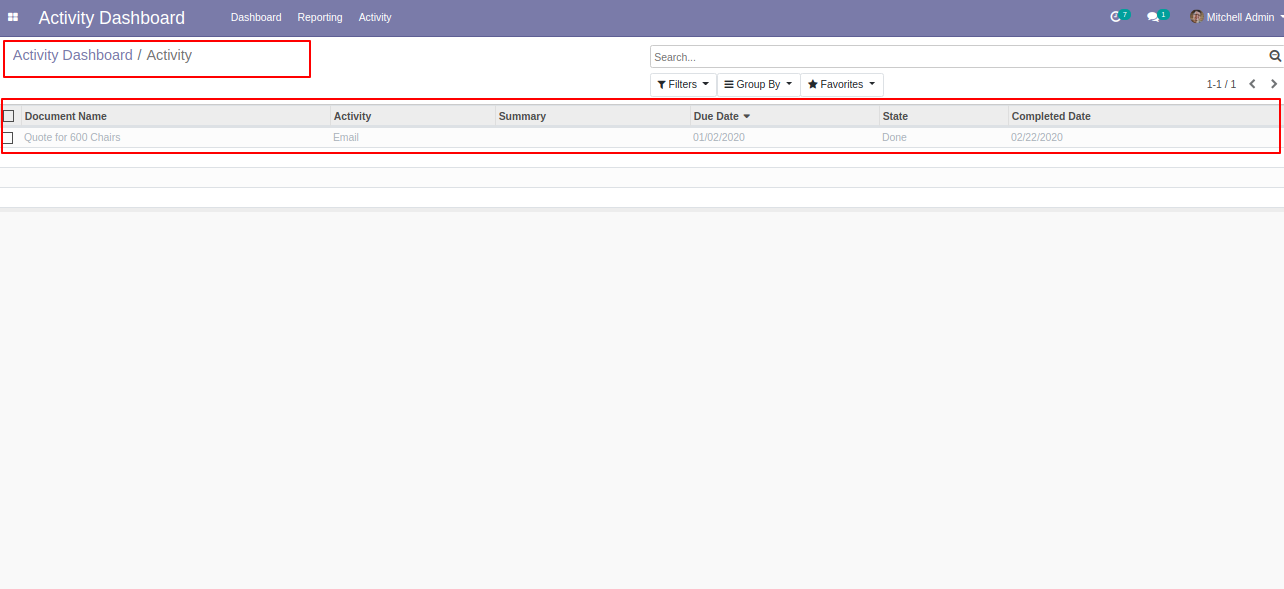 Activity Dashboard Dashboard Reporting Activity 7 1 Mitchell Admin
Activity Dashboard / Activity
Search...
Filters Group By Favorites 1-1 / 1
Document Name Activity Summary Due Date State Completed Date
Quote for 600 Chairs Email 01/02/2020 Done 02/22/2020